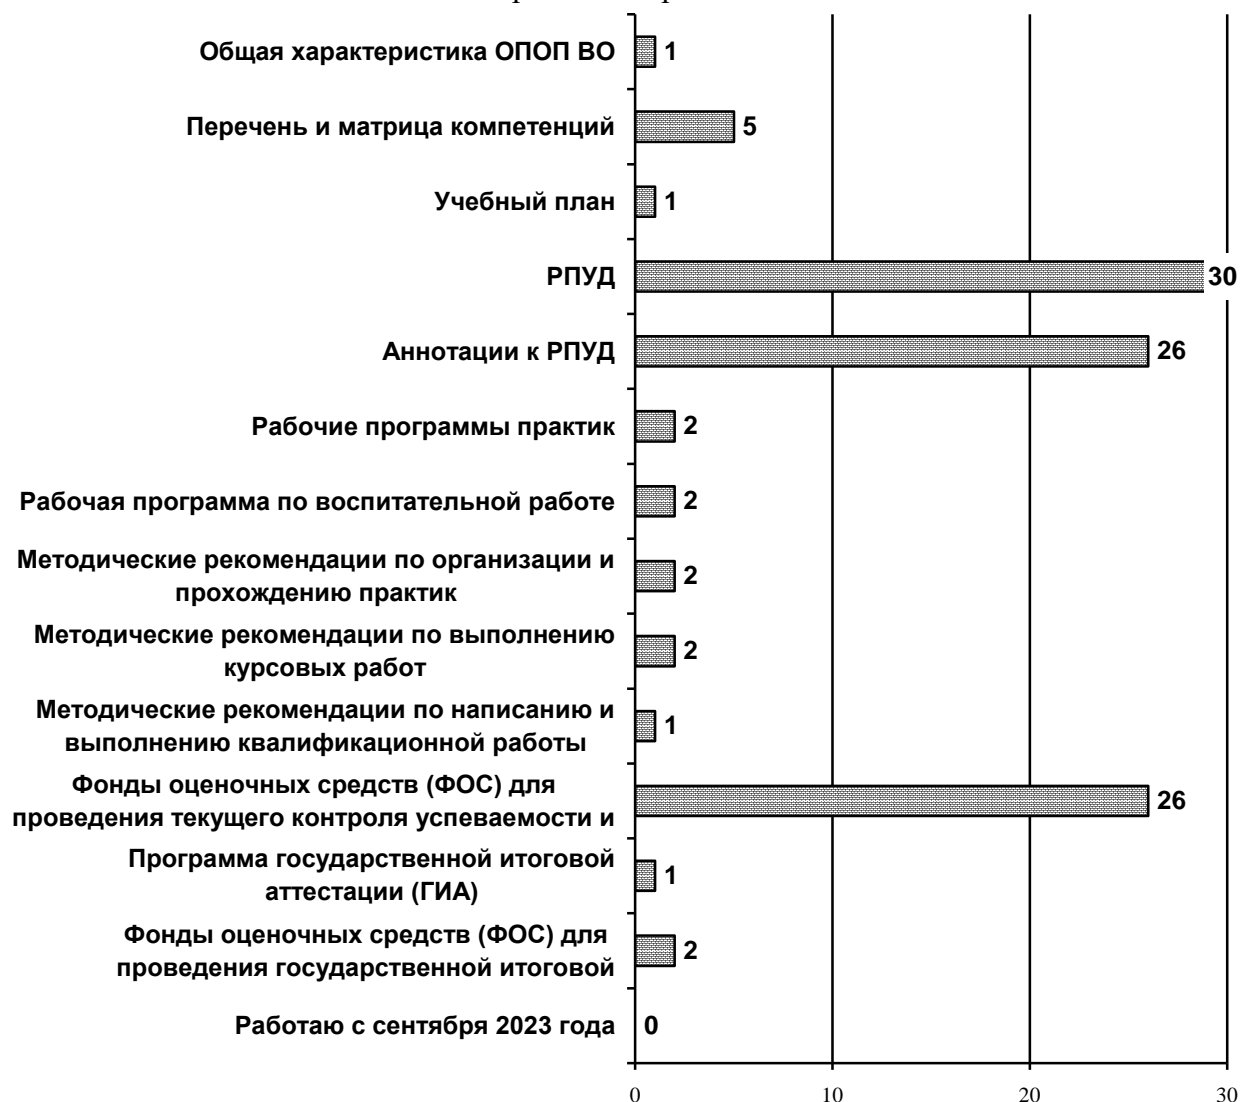 Общая характеристика ОПОП ВО
1
Перечень и матрица компетенций
5
Учебный план
1
РПУД
30
Аннотации к РПУД
26
Рабочие программы практик
2
Рабочая программа по воспитательной работе
2
Методические рекомендации по организации и
прохождению практик
2
Методические рекомендации по выполнению
курсовых работ
2
Методические рекомендации по написанию и
выполнению квалификационной работы
1
Фонды оценочных средств (ФОС) для
проведения текущего контроля успеваемости и
26
Программа государственной итоговой
аттестации (ГИА)
1
Фонды оценочных средств (ФОС) для
проведения государственной итоговой
2
Работаю с сентября 2023 года
0
0 10 20 30